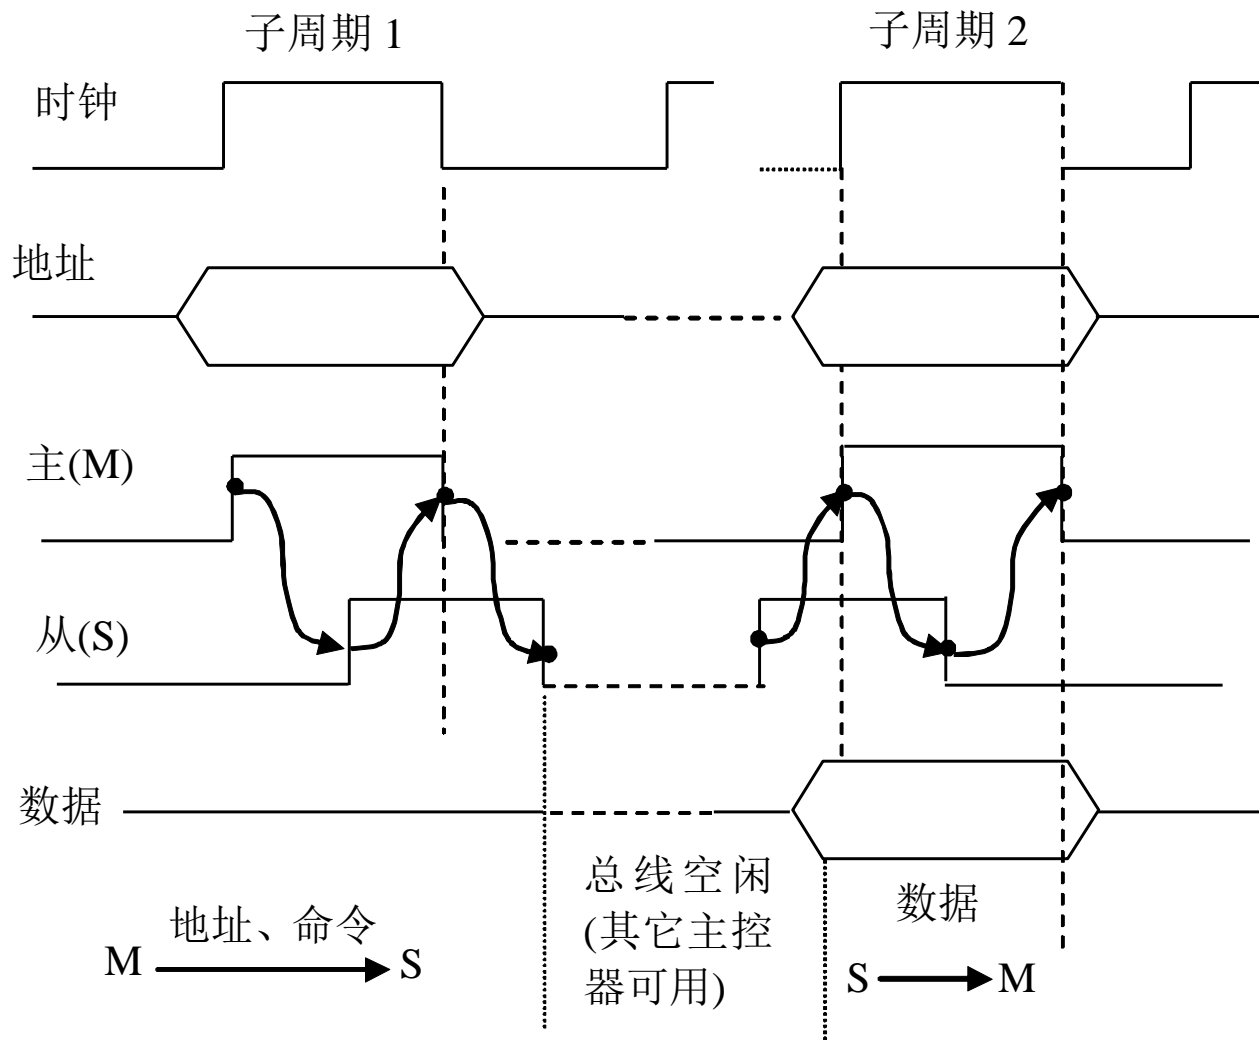 子周期 1
子周期 2
时钟
地址
主(M)
从(S)
数据
总线空闲
(其它主控
器可用)
数据
地址、命令
M
S
S
M